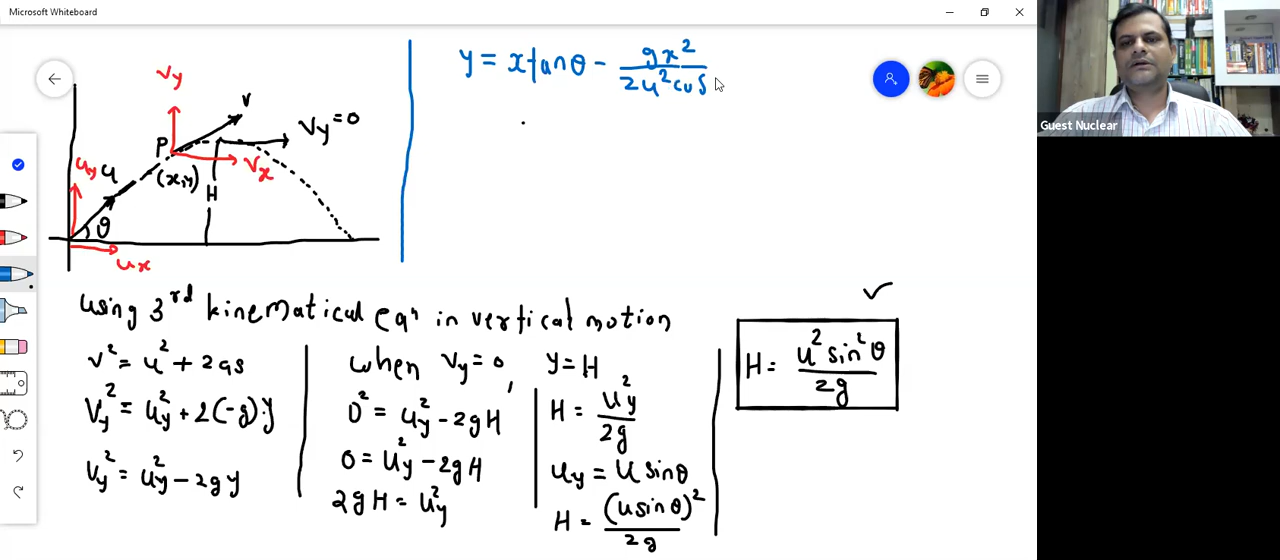 Microsoft Whiteboard
Guest Nuclear
y = x tanθ - gx² / 2u² cos
Vy
V
Vy = 0
P
(x,y)
Vx
uy
u
H
θ
ux
Using 3rd kinematical eqn in vertical motion
v² = u² + 2as
Vy² = uy² + 2(-g).y
Vy² = uy² - 2gy
when Vy = 0, y = H
0² = uy² - 2gH
0 = uy² - 2gH
2gH = uy²
H = uy² / 2g
uy = u sinθ
H = (u sinθ)² / 2g
H = u² sin²θ / 2g